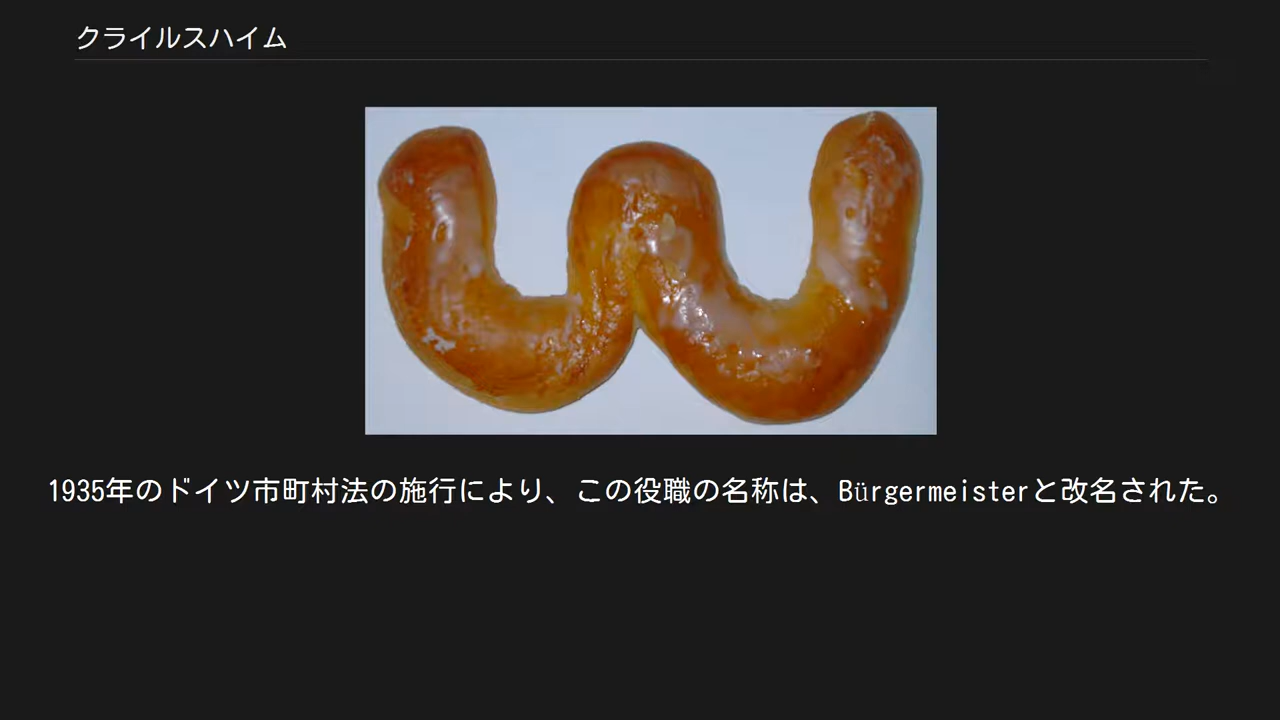 クライルスハイム
1935年のドイツ市町村法の施行により、この役職の名称は、Bürgermeisterと改名された。